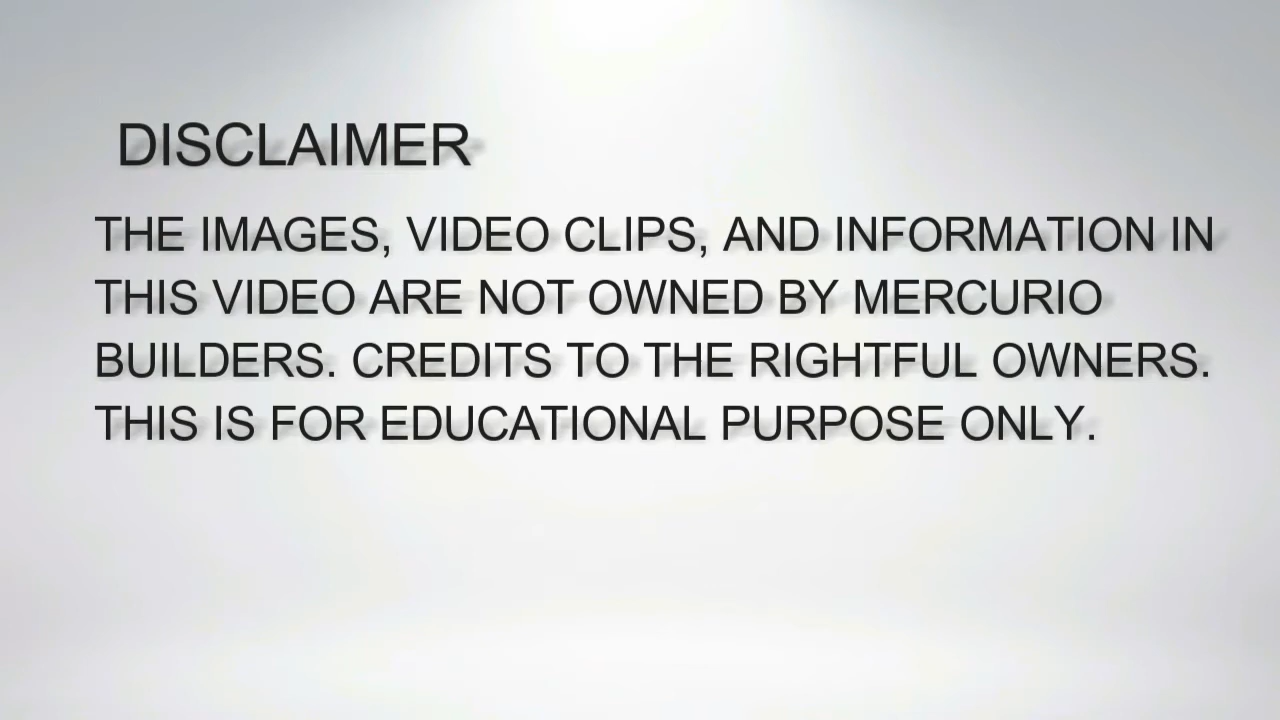 DISCLAIMER
THE IMAGES, VIDEO CLIPS, AND INFORMATION IN
THIS VIDEO ARE NOT OWNED BY MERCURIO
BUILDERS. CREDITS TO THE RIGHTFUL OWNERS.
THIS IS FOR EDUCATIONAL PURPOSE ONLY.